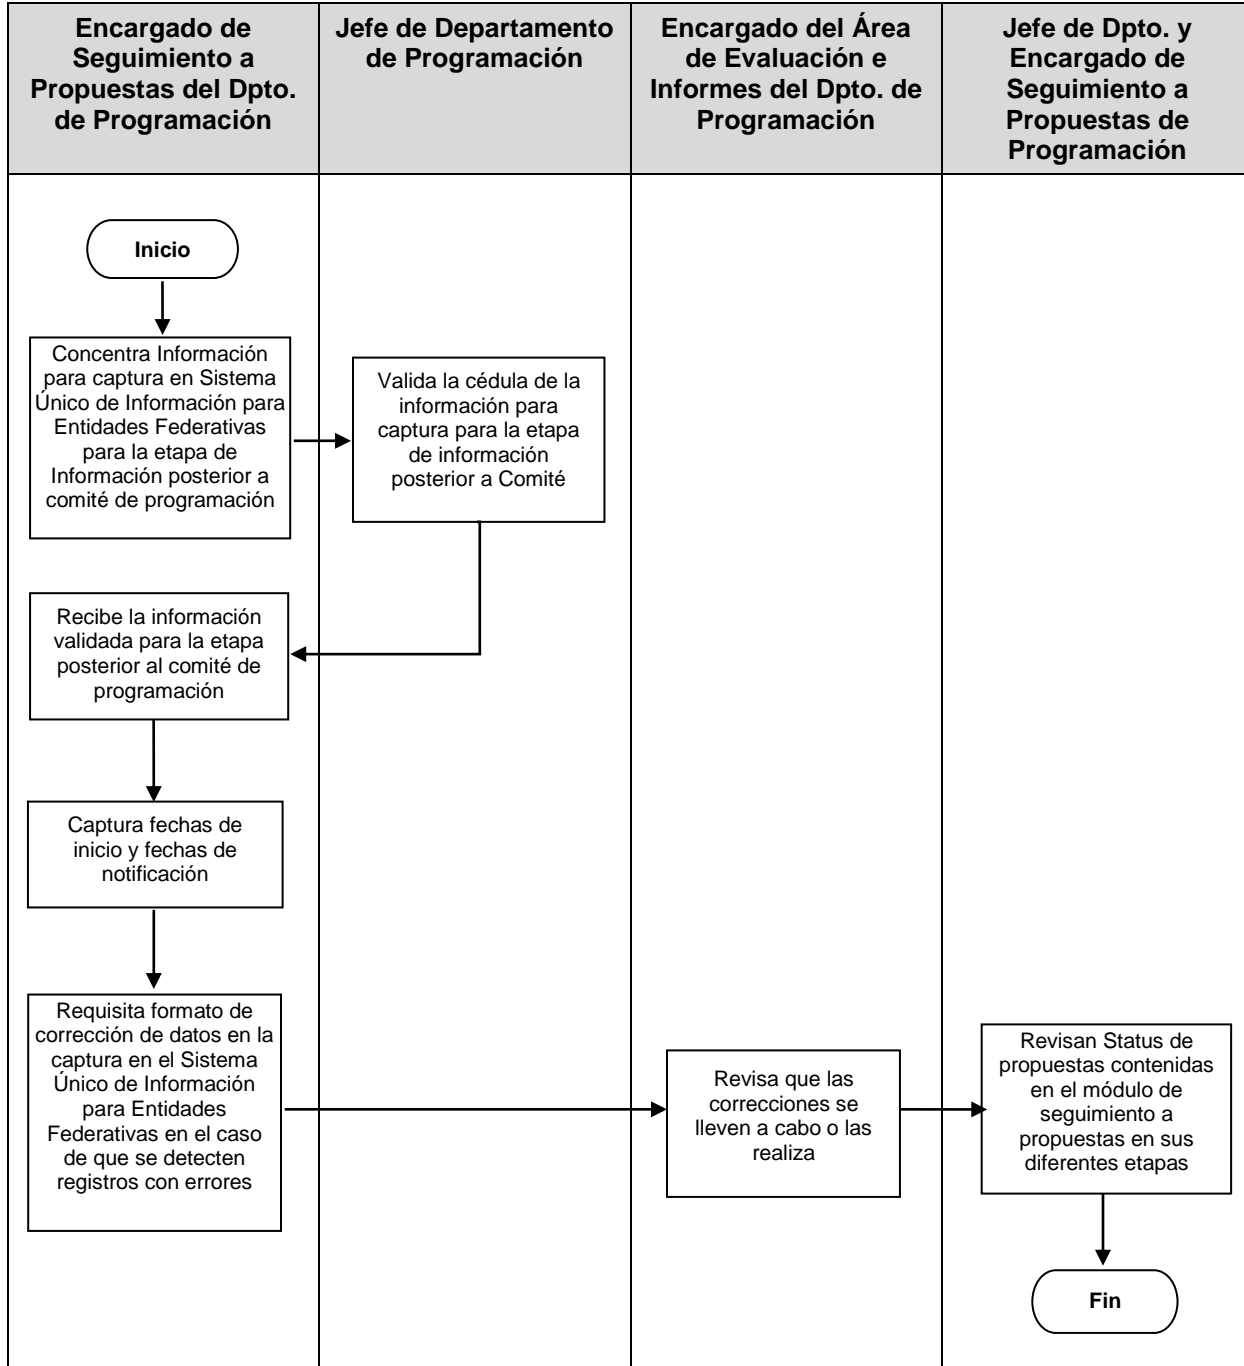 Encargado de
Seguimiento a
Propuestas del Dpto.
de Programación
Jefe de Departamento
de Programación
Encargado del Área
de Evaluación e
Informes del Dpto. de
Programación
Jefe de Dpto. y
Encargado de
Seguimiento a
Propuestas de
Programación
Inicio
Concentra Información
para captura en Sistema
Único de Información para
Entidades Federativas
para la etapa de
Información posterior a
comité de programación
Valida la cédula de la
información para
captura para la etapa
de información
posterior a Comité
Recibe la información
validada para la etapa
posterior al comité de
programación
Captura fechas de
inicio y fechas de
notificación
Requisita formato de
corrección de datos en la
captura en el Sistema
Único de Información
para Entidades
Federativas en el caso
de que se detecten
registros con errores
Revisa que las
correcciones se
lleven a cabo o las
realiza
Revisan Status de
propuestas contenidas
en el módulo de
seguimiento a
propuestas en sus
diferentes etapas
Fin